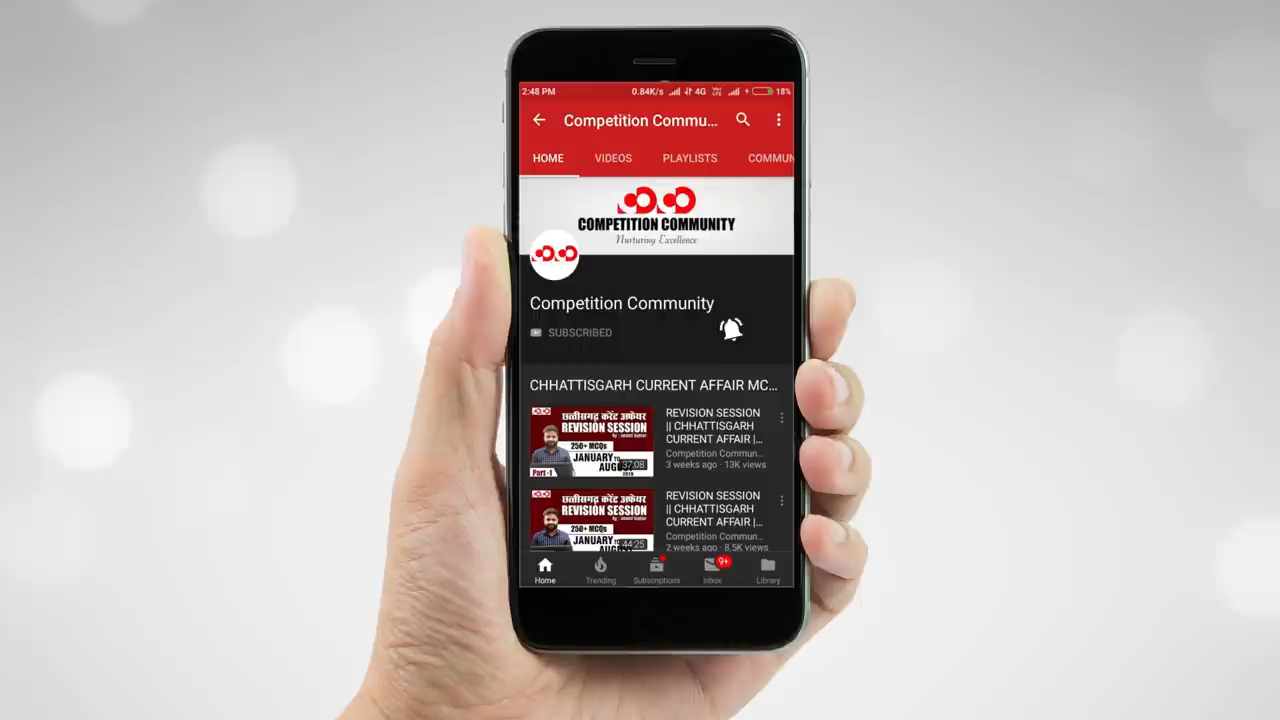 2:48 PM 0.84K/s 4G VoLTE 18%
Competition Commu...
HOME VIDEOS PLAYLISTS COMMUN
COMPETITION COMMUNITY
Nurturing Excellence
Competition Community
SUBSCRIBED
CHHATTISGARH CURRENT AFFAIR MC...
छत्तीसगढ़ करेंट अफेयर
REVISION SESSION
250+ MCQs
JANUARY TO
37:08
Part -1
REVISION SESSION
|| CHHATTISGARH
CURRENT AFFAIR |...
Competition Commun...
3 weeks ago · 13K views
छत्तीसगढ़ करेंट अफेयर
REVISION SESSION
250+ MCQs
JANUARY TO
44:25
REVISION SESSION
|| CHHATTISGARH
CURRENT AFFAIR |...
Competition Commun...
2 weeks ago · 8.5K views
9+
Home Trending Subscriptions Inbox Library